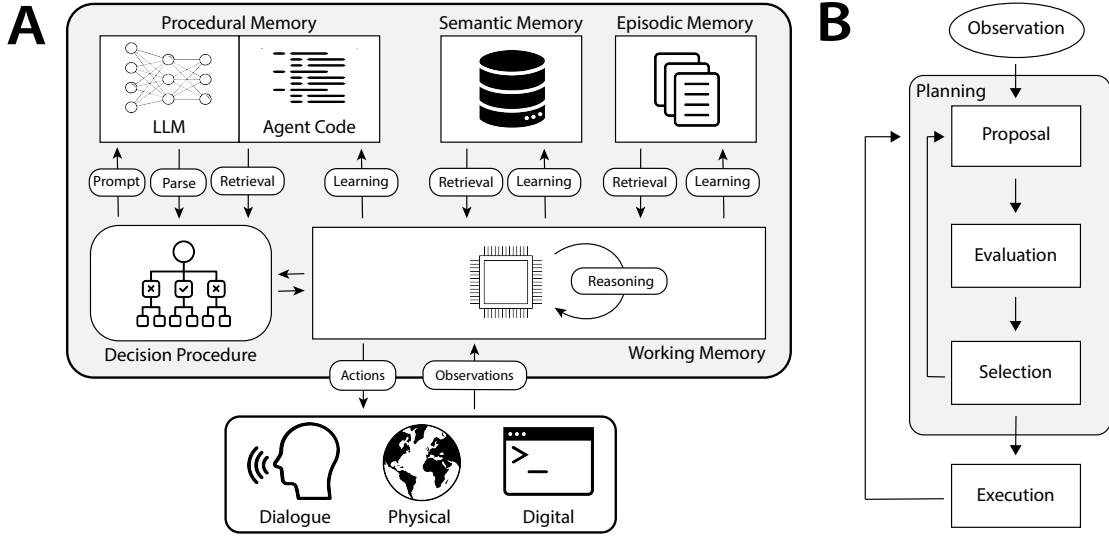 A
Procedural Memory
Semantic Memory
Episodic Memory
LLM
Agent Code
Prompt
Parse
Retrieval
Learning
Retrieval
Learning
Retrieval
Learning
Reasoning
Decision Procedure
Working Memory
Actions
Observations
>_
Dialogue
Physical
Digital
B
Observation
Planning
Proposal
Evaluation
Selection
Execution